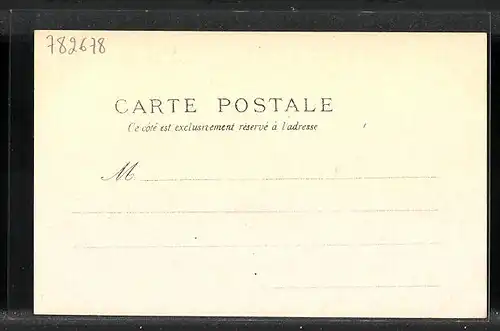 782678
CARTE POSTALE
Ce côté est exclusivement réservé à l'adresse
M